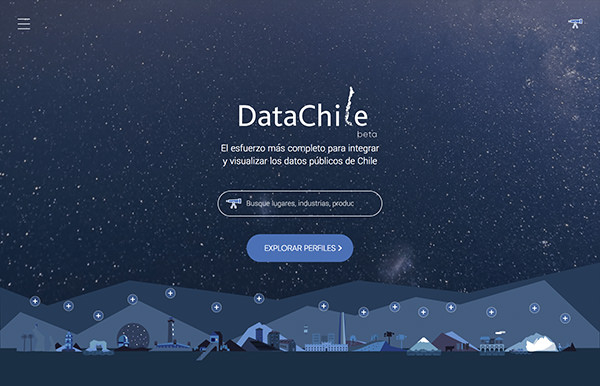 DataChile
beta
El esfuerzo más completo para integrar
y visualizar los datos públicos de Chile
Busque lugares, industrias, produc
EXPLORAR PERFILES